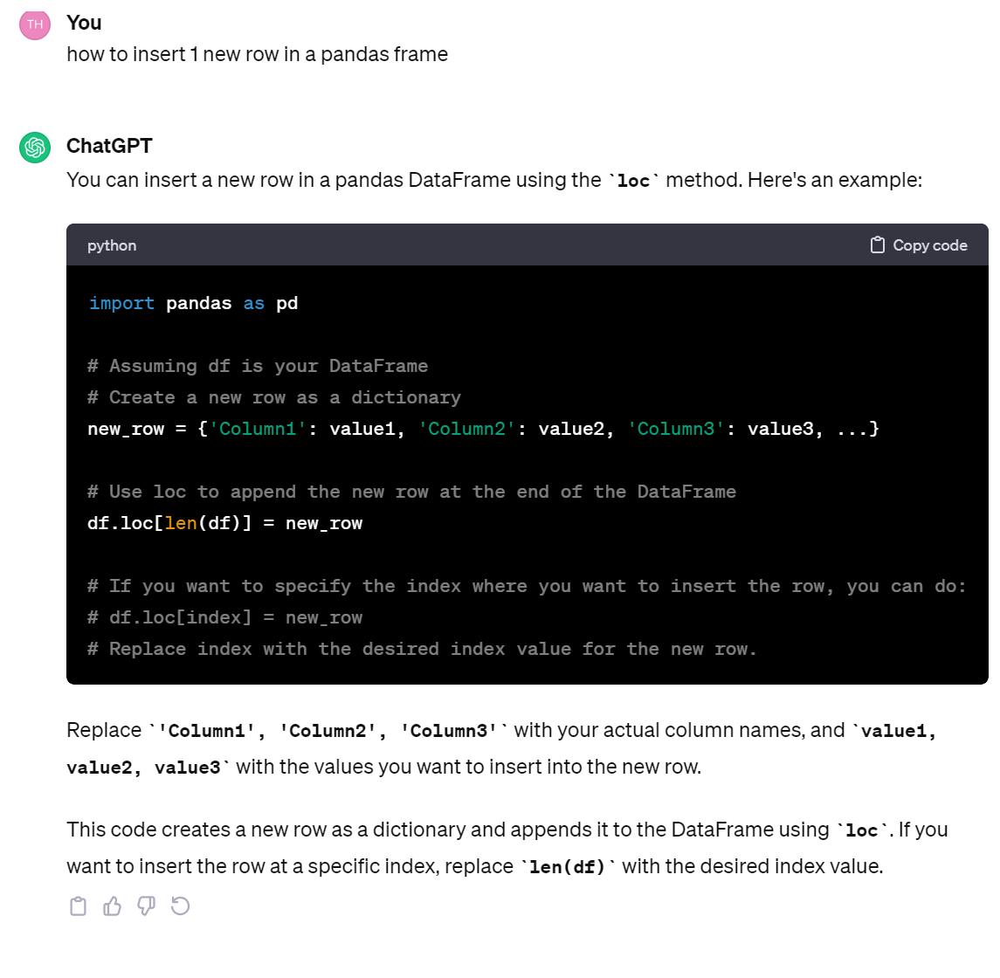 TH
You
how to insert 1 new row in a pandas frame
ChatGPT
You can insert a new row in a pandas DataFrame using the `loc` method. Here's an example:
python
Copy code
import pandas as pd
# Assuming df is your DataFrame
# Create a new row as a dictionary
new_row = {'Column1': value1, 'Column2': value2, 'Column3': value3, ...}
# Use loc to append the new row at the end of the DataFrame
df.loc[len(df)] = new_row
# If you want to specify the index where you want to insert the row, you can do:
# df.loc[index] = new_row
# Replace index with the desired index value for the new row.
Replace `'Column1', 'Column2', 'Column3'` with your actual column names, and `value1,
value2, value3` with the values you want to insert into the new row.
This code creates a new row as a dictionary and appends it to the DataFrame using `loc`. If you
want to insert the row at a specific index, replace `len(df)` with the desired index value.